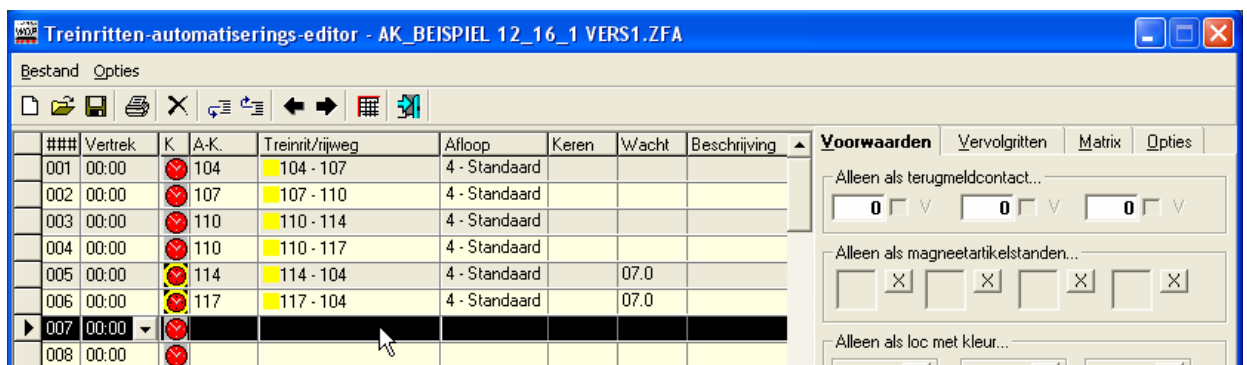 Treinritten-automatiserings-editor - AK_BEISPIEL 12_16_1 VERS1.ZFA
Bestand Opties
### Vertrek K A-K. Treinrit/rijweg Afloop Keren Wacht Beschrijving
001 00:00 104 104 - 107 4 - Standaard
002 00:00 107 107 - 110 4 - Standaard
003 00:00 110 110 - 114 4 - Standaard
004 00:00 110 110 - 117 4 - Standaard
005 00:00 114 114 - 104 4 - Standaard 07.0
006 00:00 117 117 - 104 4 - Standaard 07.0
007 00:00
008 00:00
Voorwaarden Vervolgritten Matrix Opties
Alleen als terugmeldcontact...
0 V 0 V 0 V
Alleen als magneetartikelstanden...
X X X X
Alleen als loc met kleur...